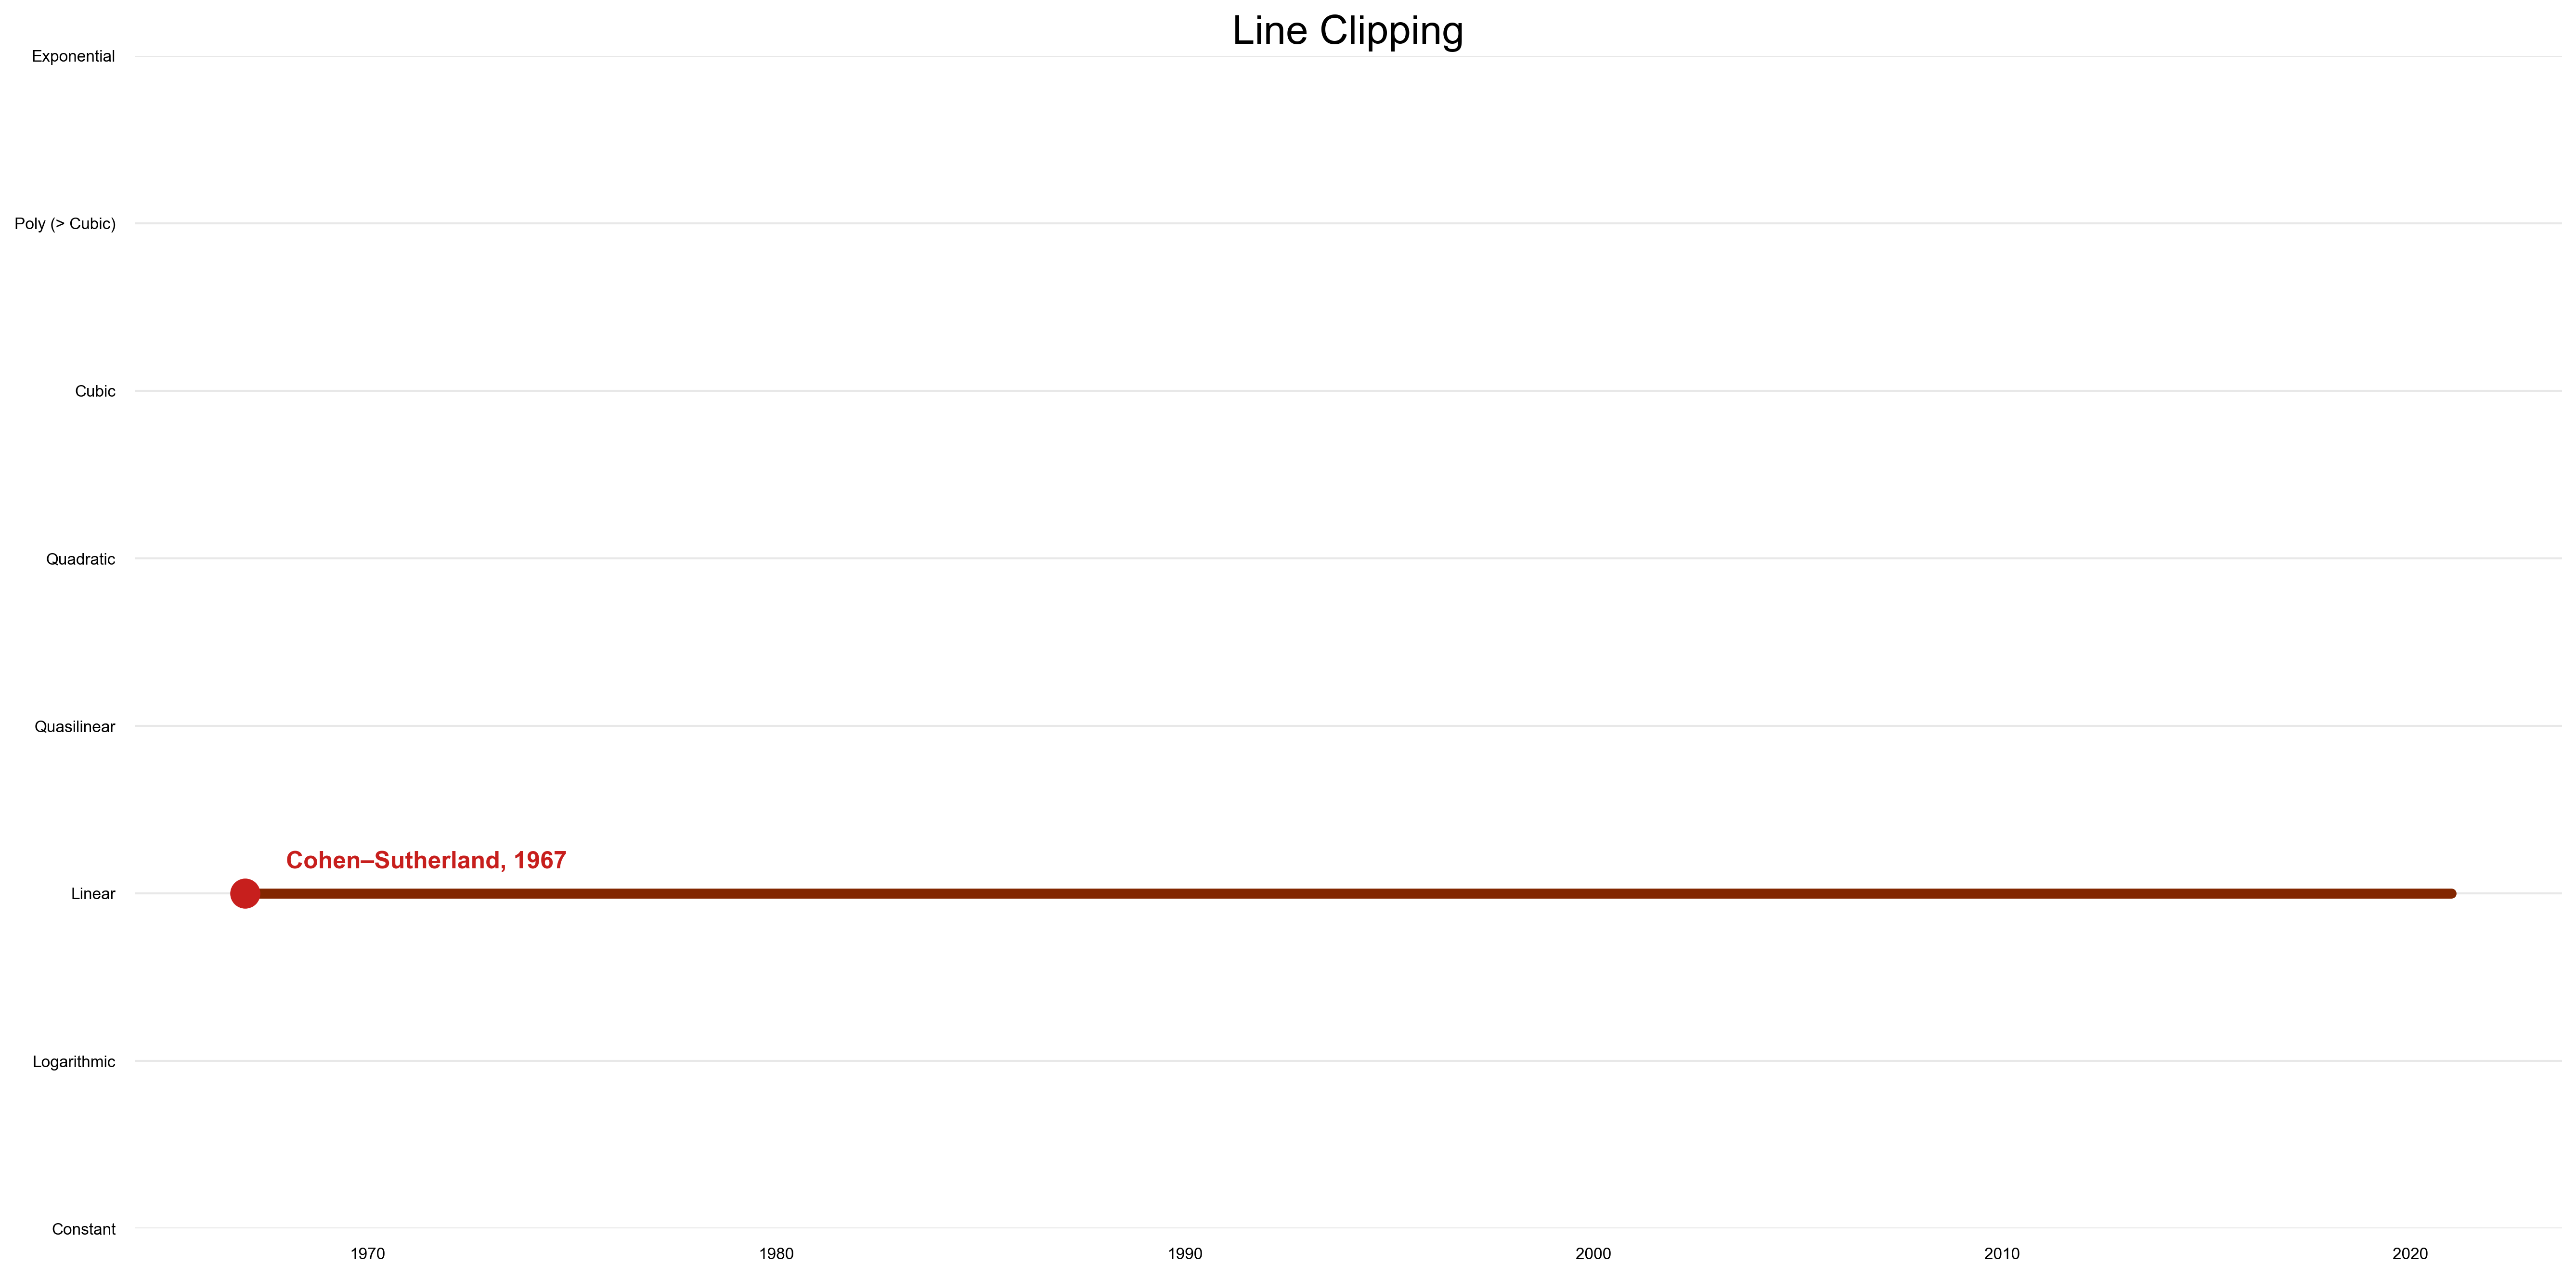 Line Clipping
Exponential
Poly (> Cubic)
Cubic
Quadratic
Quasilinear
Cohen–Sutherland, 1967
Linear
Logarithmic
Constant
1970 1980 1990 2000 2010 2020